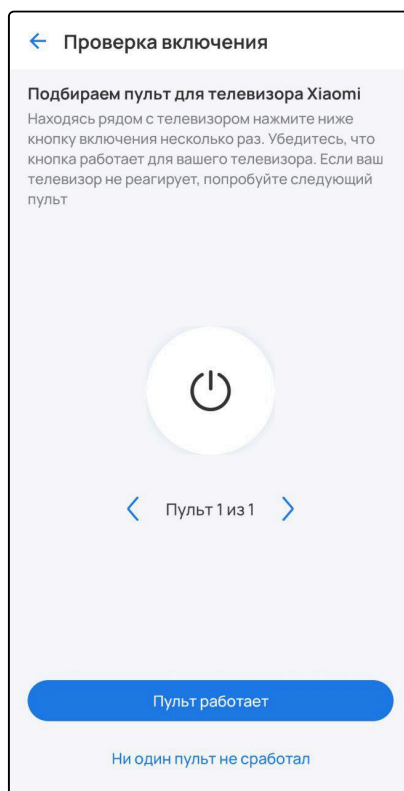 Проверка включения
Подбираем пульт для телевизора Xiaomi
Находясь рядом с телевизором нажмите ниже
кнопку включения несколько раз. Убедитесь, что
кнопка работает для вашего телевизора. Если ваш
телевизор не реагирует, попробуйте следующий
пульт
Пульт 1 из 1
Пульт работает
Ни один пульт не сработал